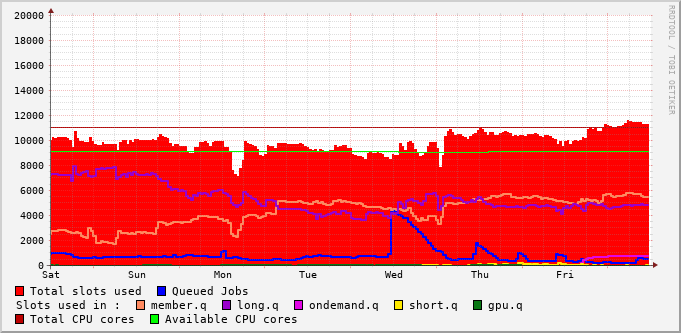 20000
18000
16000
14000
12000
10000
8000
6000
4000
2000
0
Sat Sun Mon Tue Wed Thu Fri
Total slots used Queued Jobs
Slots used in : member.q long.q ondemand.q short.q gpu.q
Total CPU cores Available CPU cores
RRDTOOL / TOBI OETIKER